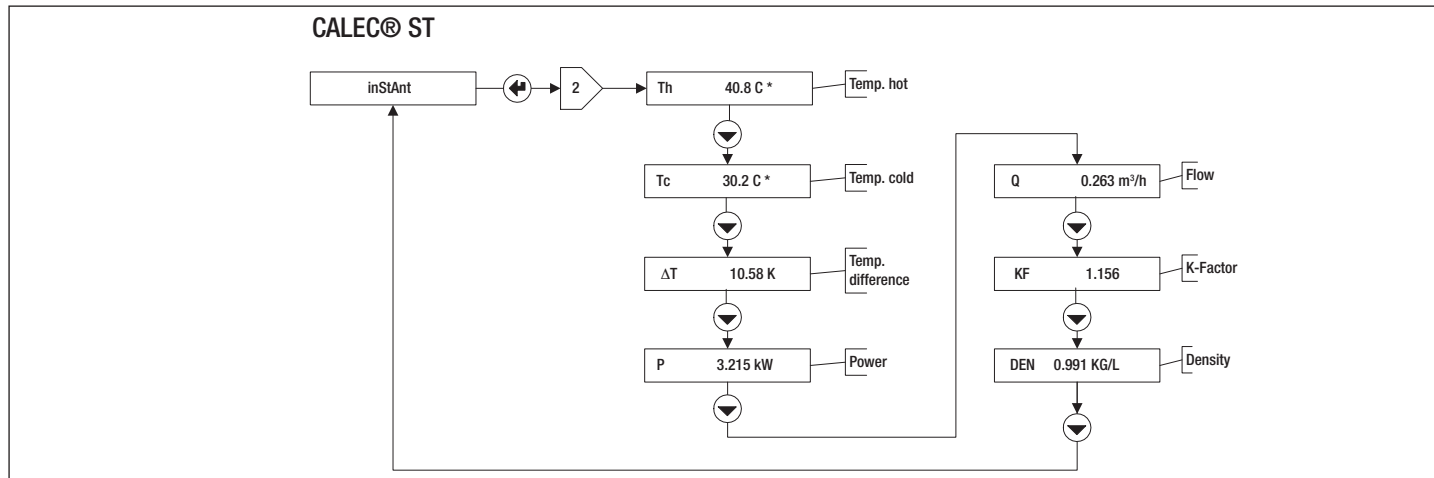 CALEC® ST
inStAnt
2
Th 40.8 C *
Temp. hot
Tc 30.2 C *
Temp. cold
ΔT 10.58 K
Temp.
difference
P 3.215 kW
Power
Q 0.263 m³/h
Flow
KF 1.156
K-Factor
DEN 0.991 KG/L
Density